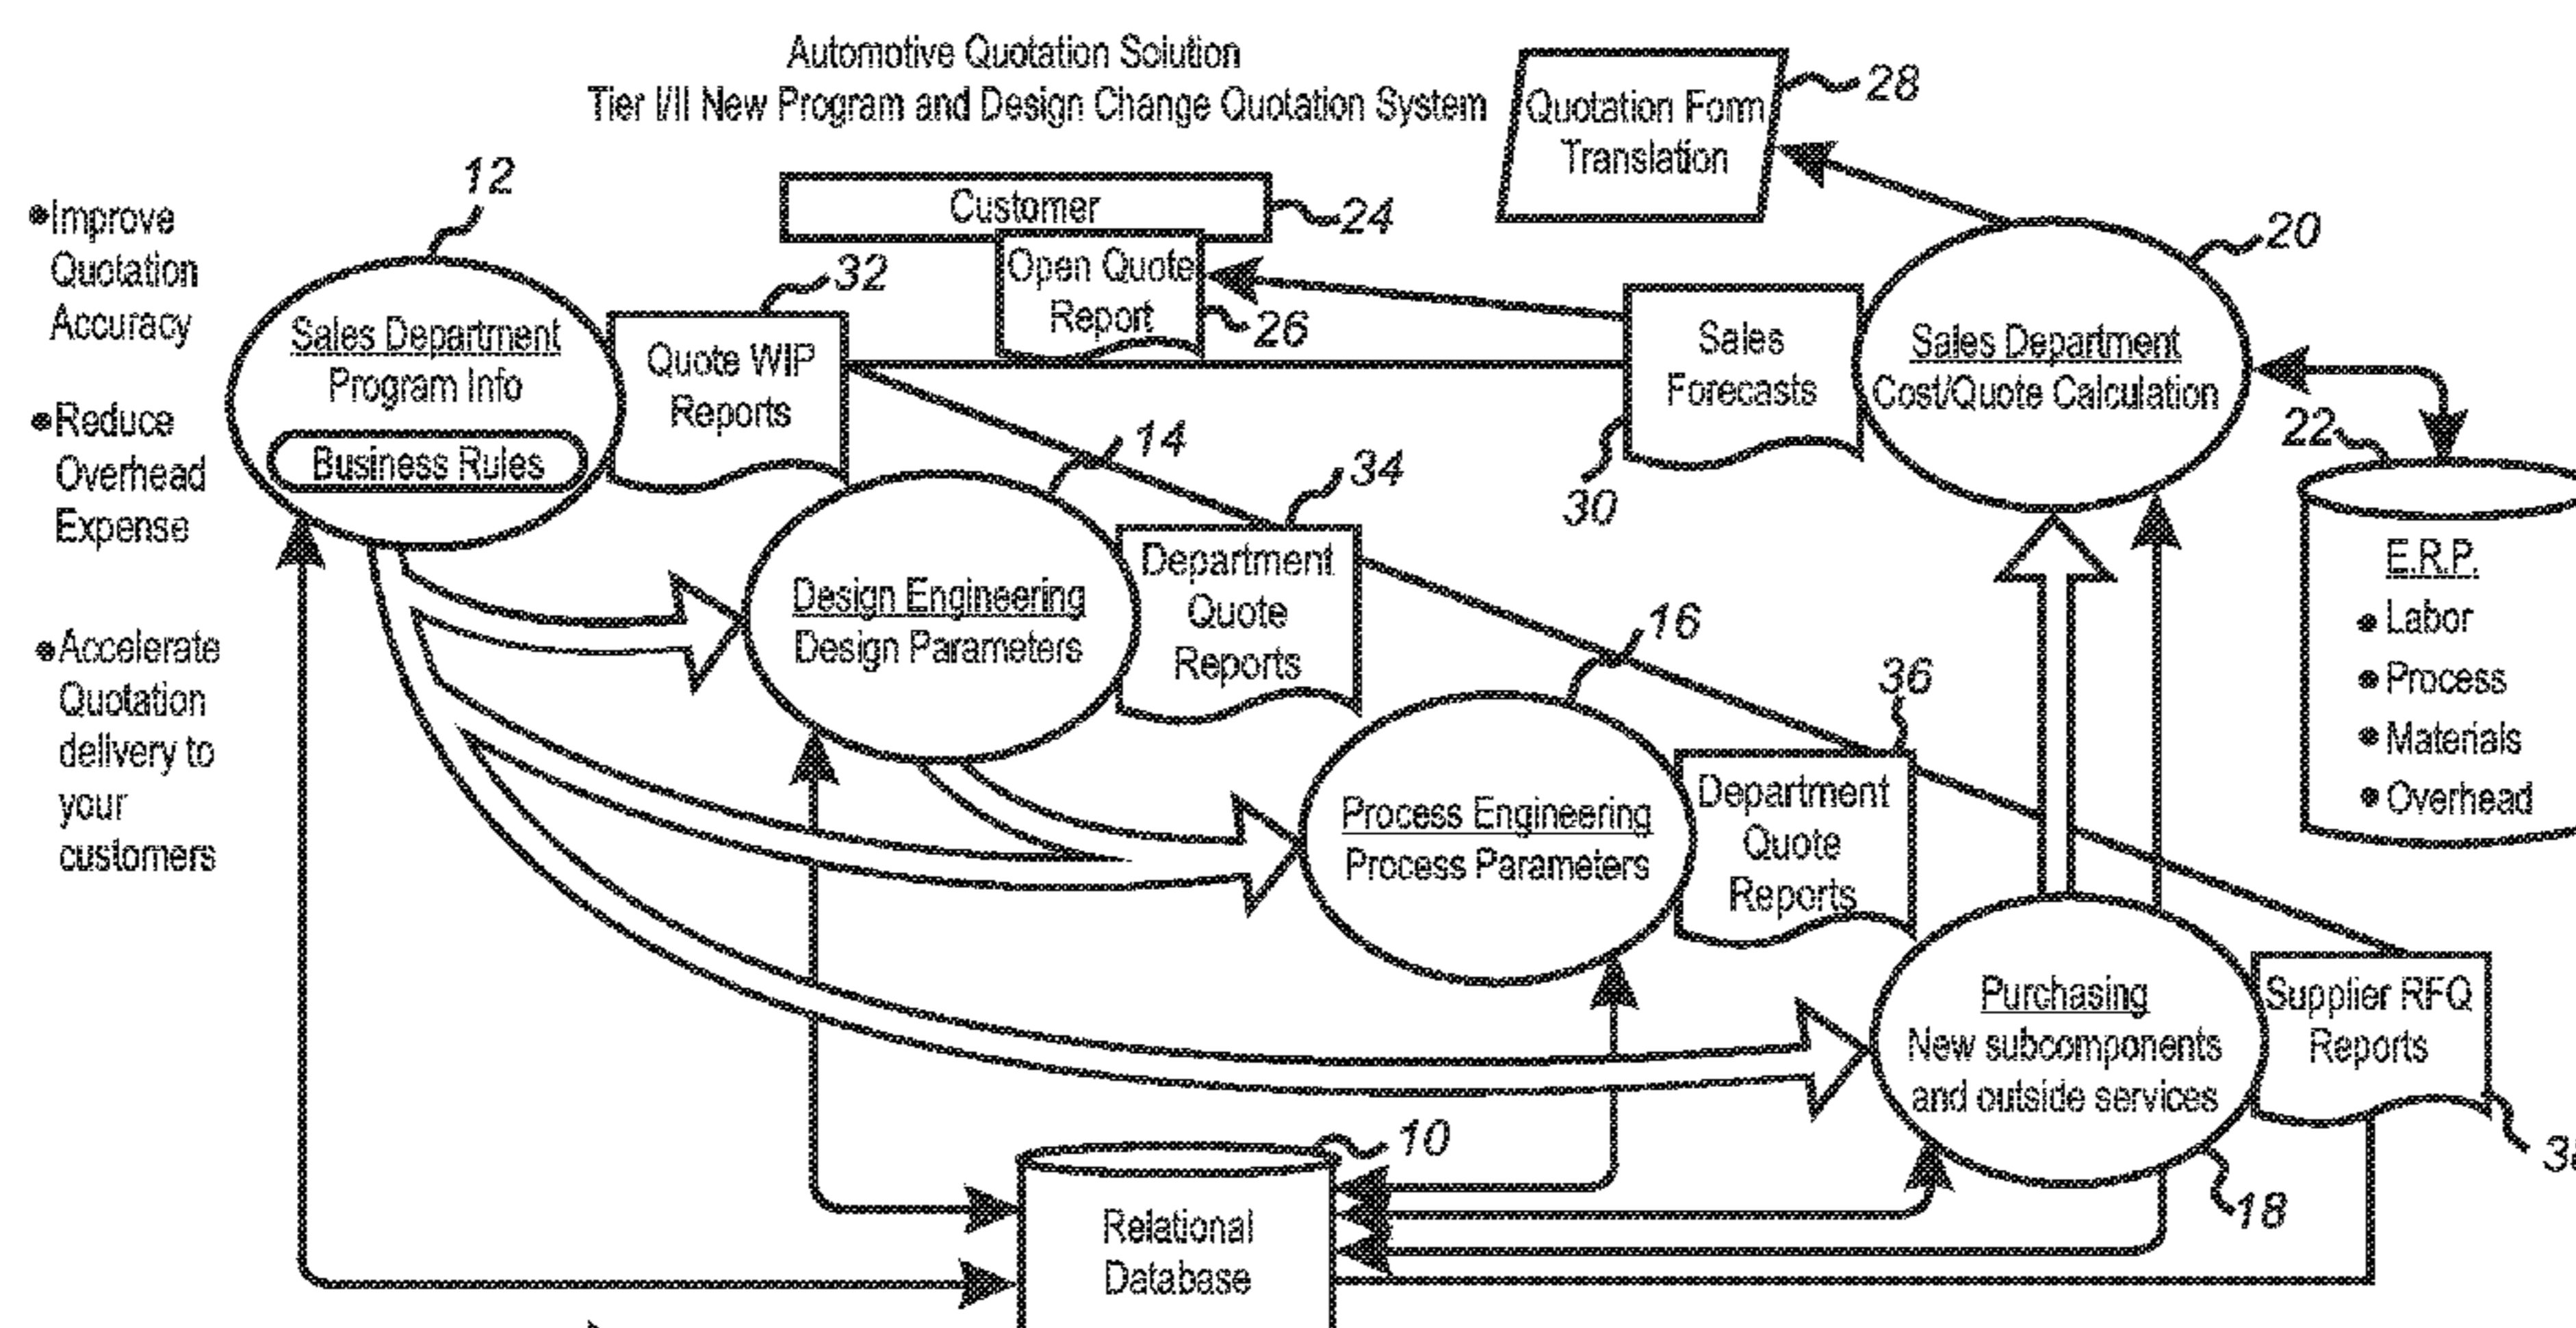 Automotive Quotation Solution
Tier I/II New Program and Design Change Quotation System
Quotation Form
Translation
28
12
Customer
24
20
•Improve
Quotation
Accuracy
32
Open Quote
Report
26
Sales Department
Program Info
Business Rules
Quote WIP
Reports
Sales
Forecasts
30
Sales Department
Cost/Quote Calculation
•Reduce
Overhead
Expense
14
34
22
E.R.P.
• Labor
• Process
• Materials
• Overhead
Design Engineering
Design Parameters
Department
Quote
Reports
16
36
•Accelerate
Quotation
delivery to
your
customers
Process Engineering
Process Parameters
Department
Quote
Reports
Purchasing
New subcomponents
and outside services
Supplier RFQ
Reports
10
18
Relational
Database